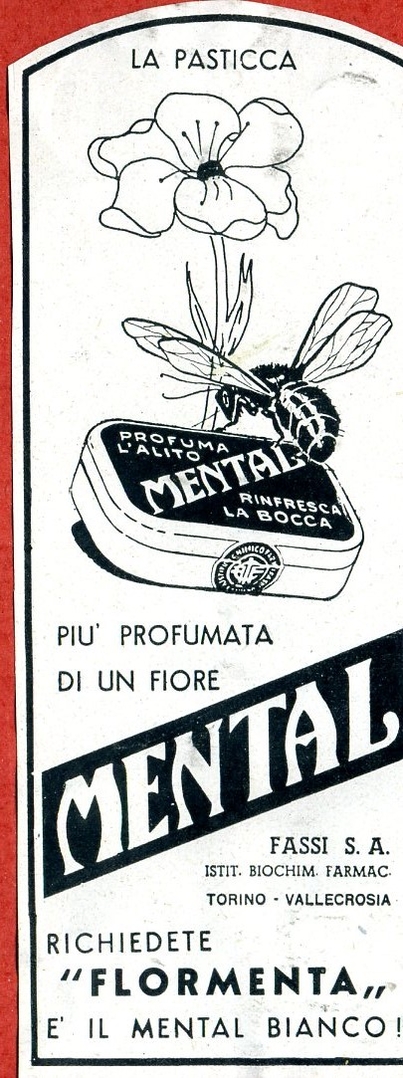 LA PASTICCA
PROFUMA
L'ALITO
MENTAL
RINFRESCA
LA BOCCA
PIU' PROFUMATA
DI UN FIORE
MENTAL
FASSI S. A.
ISTIT. BIOCHIM. FARMAC.
TORINO - VALLECROSIA
RICHIEDETE
“FLORMENTA„
E' IL MENTAL BIANCO!